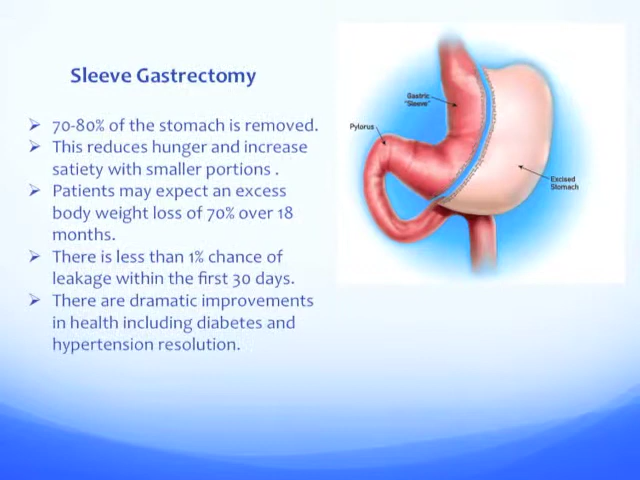 Sleeve Gastrectomy
➢ 70-80% of the stomach is removed.
➢ This reduces hunger and increase
satiety with smaller portions .
➢ Patients may expect an excess
body weight loss of 70% over 18
months.
➢ There is less than 1% chance of
leakage within the first 30 days.
➢ There are dramatic improvements
in health including diabetes and
hypertension resolution.
Gastric
"Sleeve"
Pylorus
Excised
Stomach